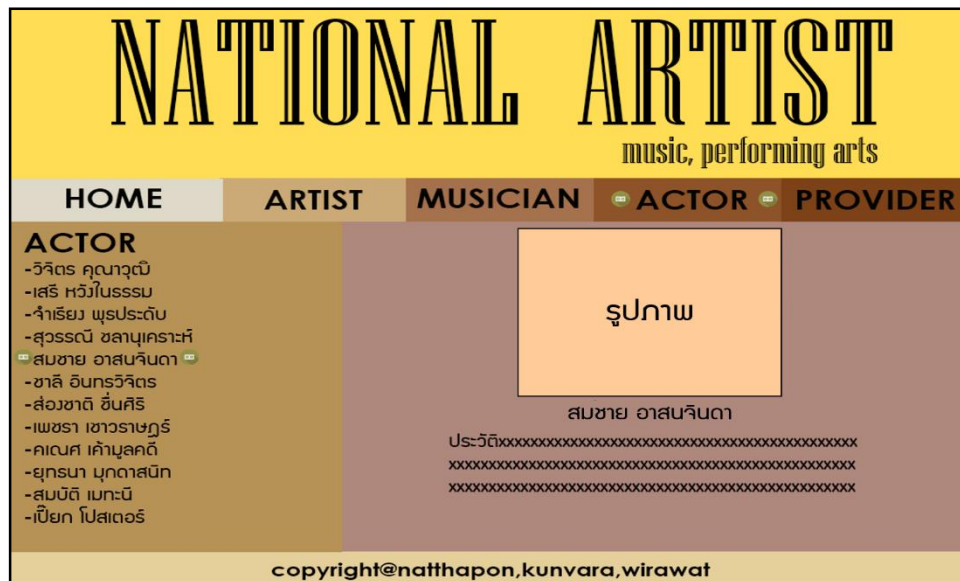 NATIONAL ARTIST
music, performing arts
HOME ARTIST MUSICIAN ACTOR PROVIDER
ACTOR
-วิจิตร คุณาวุฒิ
-เสรี หวังในธรรม
-จำเรียง พุธประดับ
-สุวรรณี ชลานุเคราะห์
สมชาย อาสนจินดา
-ชาลี อินทรวิจิตร
-ส่องชาติ ชื่นศิริ
-เพชรา เชาวราษฎร์
-คเณศ เค้ามูลคดี
-ยุทธนา มุกดาสนิท
-สมบัติ เมทะนี
-เปี๊ยก โปสเตอร์
รูปภาพ
สมชาย อาสนจินดา
ประวัติxxxxxxxxxxxxxxxxxxxxxxxxxxxxxxxxxxxxxxxxxxxxx
xxxxxxxxxxxxxxxxxxxxxxxxxxxxxxxxxxxxxxxxxxxxxxxxxxx
xxxxxxxxxxxxxxxxxxxxxxxxxxxxxxxxxxxxxxxxxxxxxxxxxxx
copyright@natthapon,kunvara,wirawat